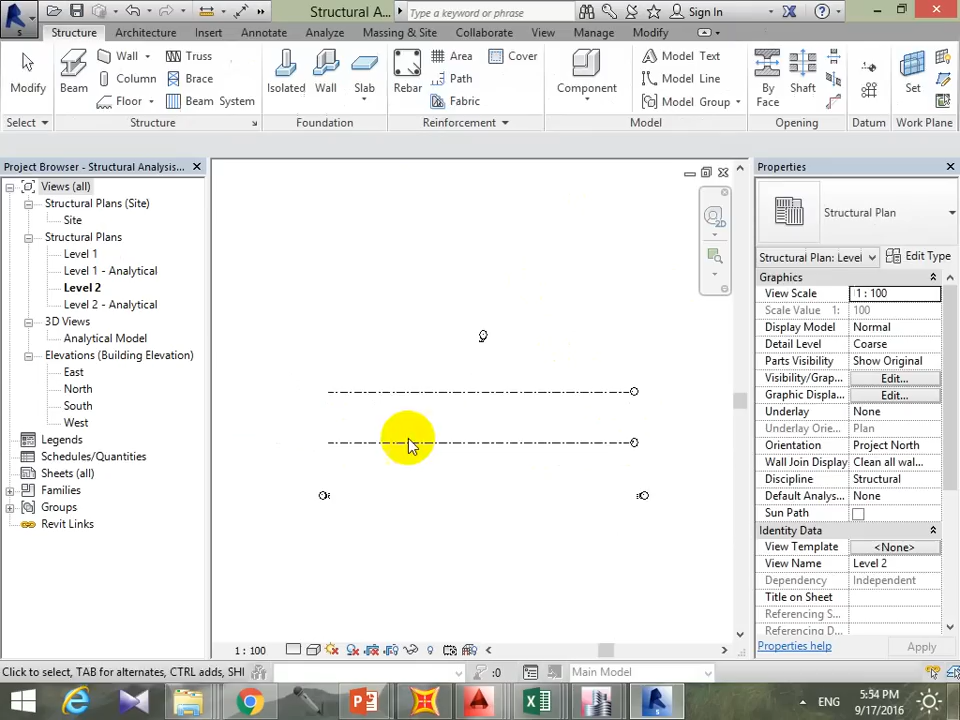 Structural A...
Type a keyword or phrase
Sign In
Structure
Architecture
Insert
Annotate
Analyze
Massing & Site
Collaborate
View
Manage
Modify
Modify
Beam
Wall
Column
Floor
Truss
Brace
Beam System
Isolated
Wall
Slab
Rebar
Area
Path
Fabric
Cover
Component
Model Text
Model Line
Model Group
By Face
Shaft
Set
Select
Structure
Foundation
Reinforcement
Model
Opening
Datum
Work Plane
Project Browser - Structural Analysis...
Views (all)
Structural Plans (Site)
Site
Structural Plans
Level 1
Level 1 - Analytical
Level 2
Level 2 - Analytical
3D Views
Analytical Model
Elevations (Building Elevation)
East
North
South
West
Legends
Schedules/Quantities
Sheets (all)
Families
Groups
Revit Links
2D
Properties
Structural Plan
Structural Plan: Level
Edit Type
Graphics
View Scale 1 : 100
Scale Value 1: 100
Display Model Normal
Detail Level Coarse
Parts Visibility Show Original
Visibility/Grap... Edit...
Graphic Displa... Edit...
Underlay None
Underlay Orie... Plan
Orientation Project North
Wall Join Display Clean all wal...
Discipline Structural
Default Analys... None
Sun Path
Identity Data
View Template <None>
View Name Level 2
Dependency Independent
Title on Sheet
Referencing S...
Referencing D...
Properties help
Apply
1 : 100
Click to select, TAB for alternates, CTRL adds, SHI
:0
Main Model
ENG
5:54 PM
9/17/2016